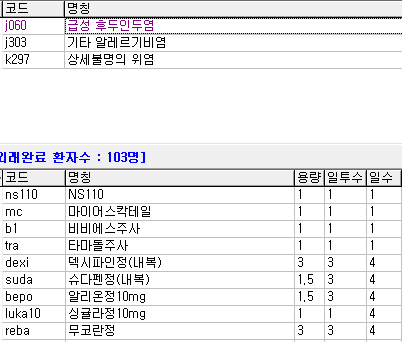 코드 명칭
j060 급성 후두인두염
j303 기타 알레르기비염
k297 상세불명의 위염
외래완료 환자수 : 103명]
코드 명칭 용량 일투수 일수
ns110 NS110 1 1 1
mc 마이어스칵테일 1 1 1
b1 비비에스주사 1 1 1
tra 타마돌주사 1 1 1
dexi 덱시파인정(내복) 3 3 4
suda 슈다펜정(내복) 1.5 3 4
bepo 알리온정10mg 1.5 3 4
luka10 싱귤라정10mg 1 1 4
reba 무코란정 3 3 4